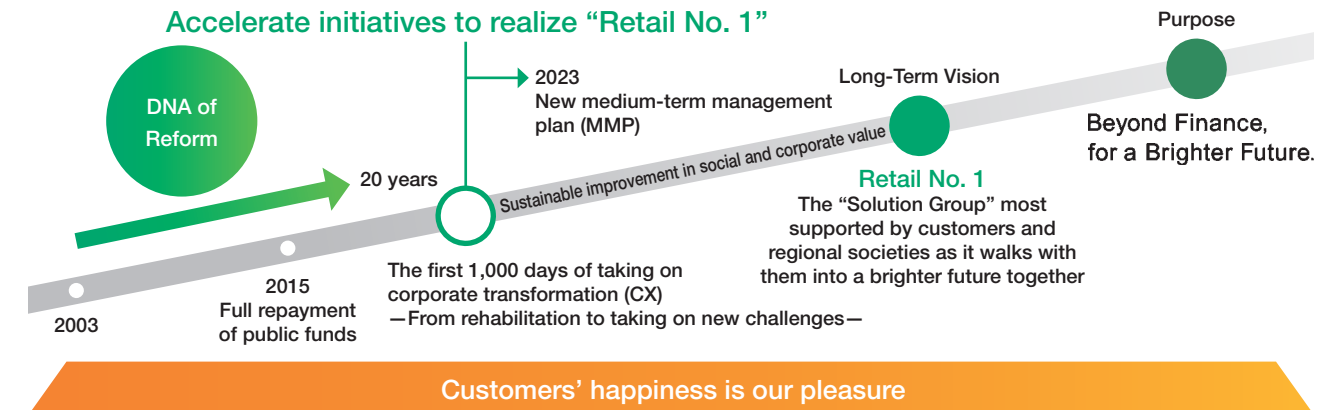 Accelerate initiatives to realize “Retail No. 1”
DNA of
Reform
20 years
2003
2015
Full repayment
of public funds
2023
New medium-term management
plan (MMP)
The first 1,000 days of taking on
corporate transformation (CX)
—From rehabilitation to taking on new challenges—
Sustainable improvement in social and corporate value
Long-Term Vision
Retail No. 1
The “Solution Group” most
supported by customers and
regional societies as it walks with
them into a brighter future together
Purpose
Beyond Finance,
for a Brighter Future.
Customers’ happiness is our pleasure